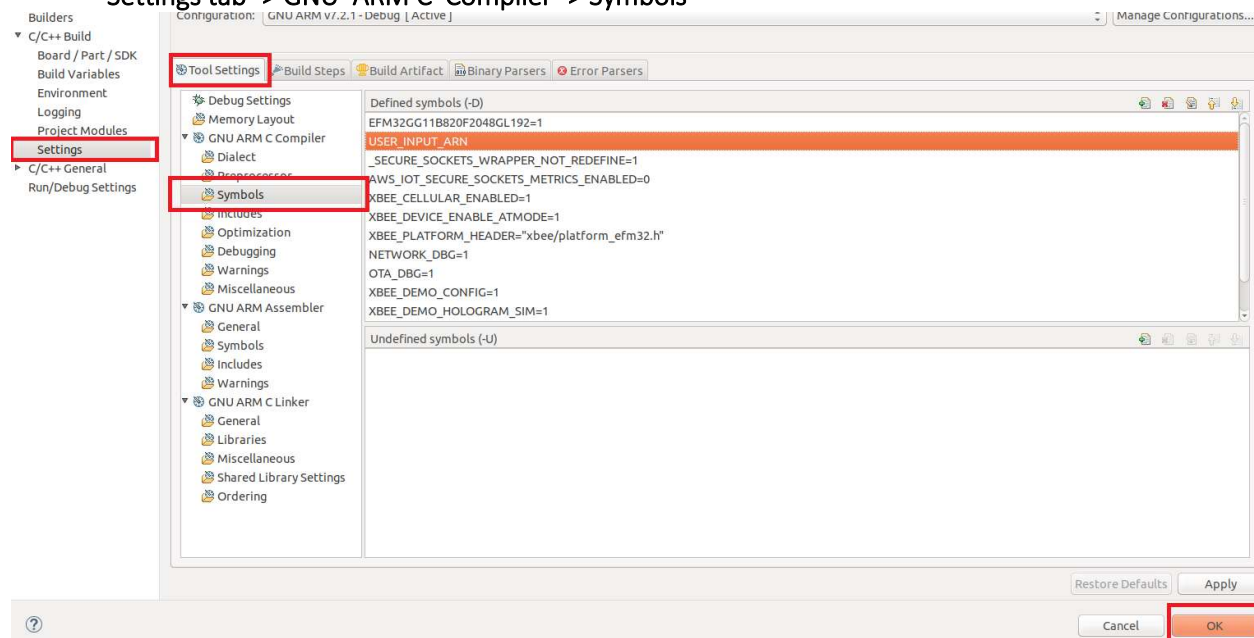 Settings tab -> GNU ARM C Compiler -> Symbols
Configuration: GNU ARM v7.2.1 - Debug [ Active ]
Manage Configurations...
Builders
C/C++ Build
Board / Part / SDK
Build Variables
Environment
Logging
Project Modules
Settings
C/C++ General
Run/Debug Settings
Tool Settings
Build Steps
Build Artifact
Binary Parsers
Error Parsers
Debug Settings
Memory Layout
GNU ARM C Compiler
Dialect
Preprocessor
Symbols
Includes
Optimization
Debugging
Warnings
Miscellaneous
GNU ARM Assembler
General
Symbols
Includes
Warnings
GNU ARM C Linker
General
Libraries
Miscellaneous
Shared Library Settings
Ordering
Defined symbols (-D)
EFM32GG11B820F2048GL192=1
USER_INPUT_ARN
_SECURE_SOCKETS_WRAPPER_NOT_REDEFINE=1
AWS_IOT_SECURE_SOCKETS_METRICS_ENABLED=0
XBEE_CELLULAR_ENABLED=1
XBEE_DEVICE_ENABLE_ATMODE=1
XBEE_PLATFORM_HEADER="xbee/platform_efm32.h"
NETWORK_DBG=1
OTA_DBG=1
XBEE_DEMO_CONFIG=1
XBEE_DEMO_HOLOGRAM_SIM=1
Undefined symbols (-U)
Restore Defaults
Apply
Cancel
OK